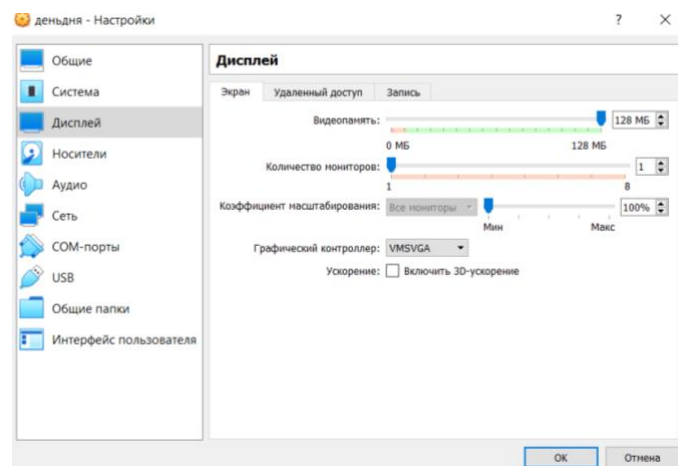 деньдня - Настройки
?
Общие
Система
Дисплей
Носители
Аудио
Сеть
COM-порты
USB
Общие папки
Интерфейс пользователя
Дисплей
Экран Удаленный доступ Запись
Видеопамять: 128 МБ
0 МБ 128 МБ
Количество мониторов: 1
1 8
Коэффициент масштабирования: Все мониторы 100%
Мин Макс
Графический контроллер: VMSVGA
Ускорение: Включить 3D-ускорение
OK Отмена